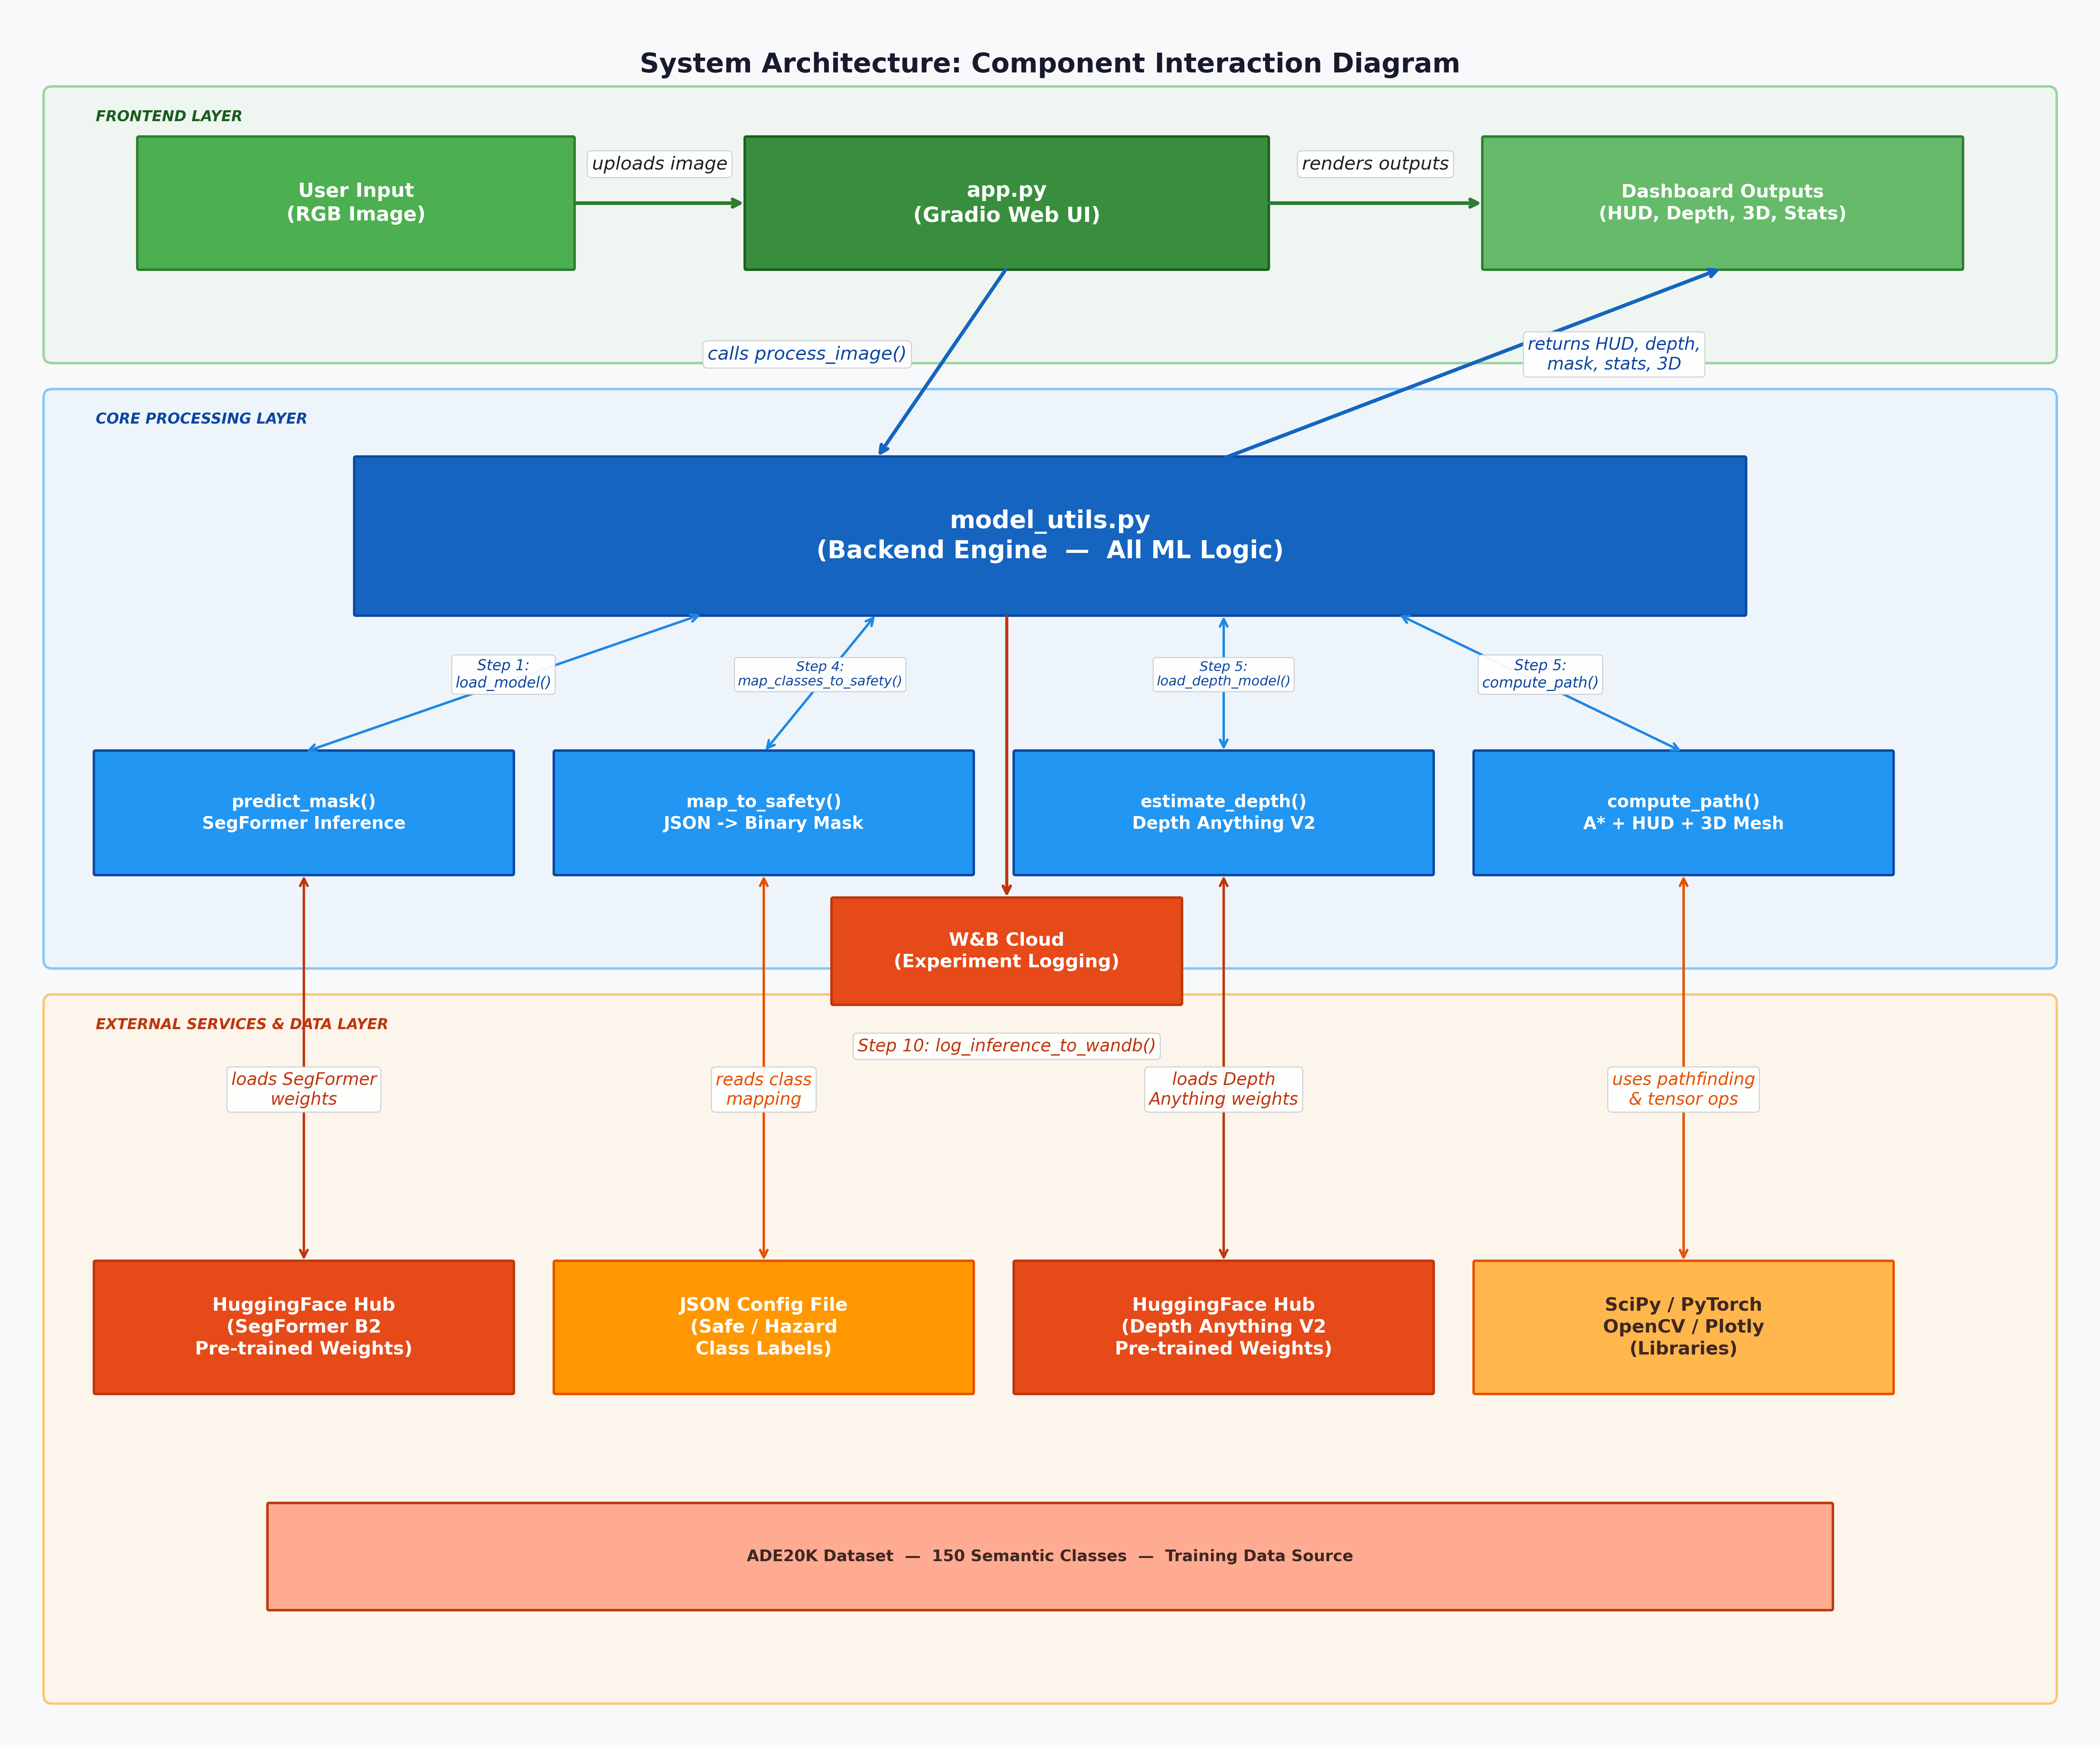 System Architecture: Component Interaction Diagram
FRONTEND LAYER
User Input
(RGB Image)
uploads image
app.py
(Gradio Web UI)
renders outputs
Dashboard Outputs
(HUD, Depth, 3D, Stats)
calls process_image()
returns HUD, depth,
mask, stats, 3D
CORE PROCESSING LAYER
model_utils.py
(Backend Engine — All ML Logic)
Step 1:
load_model()
Step 4:
map_classes_to_safety()
Step 5:
load_depth_model()
Step 5:
compute_path()
predict_mask()
SegFormer Inference
map_to_safety()
JSON -> Binary Mask
estimate_depth()
Depth Anything V2
compute_path()
A* + HUD + 3D Mesh
W&B Cloud
(Experiment Logging)
EXTERNAL SERVICES & DATA LAYER
Step 10: log_inference_to_wandb()
loads SegFormer
weights
reads class
mapping
loads Depth
Anything weights
uses pathfinding
& tensor ops
HuggingFace Hub
(SegFormer B2
Pre-trained Weights)
JSON Config File
(Safe / Hazard
Class Labels)
HuggingFace Hub
(Depth Anything V2
Pre-trained Weights)
SciPy / PyTorch
OpenCV / Plotly
(Libraries)
ADE20K Dataset — 150 Semantic Classes — Training Data Source